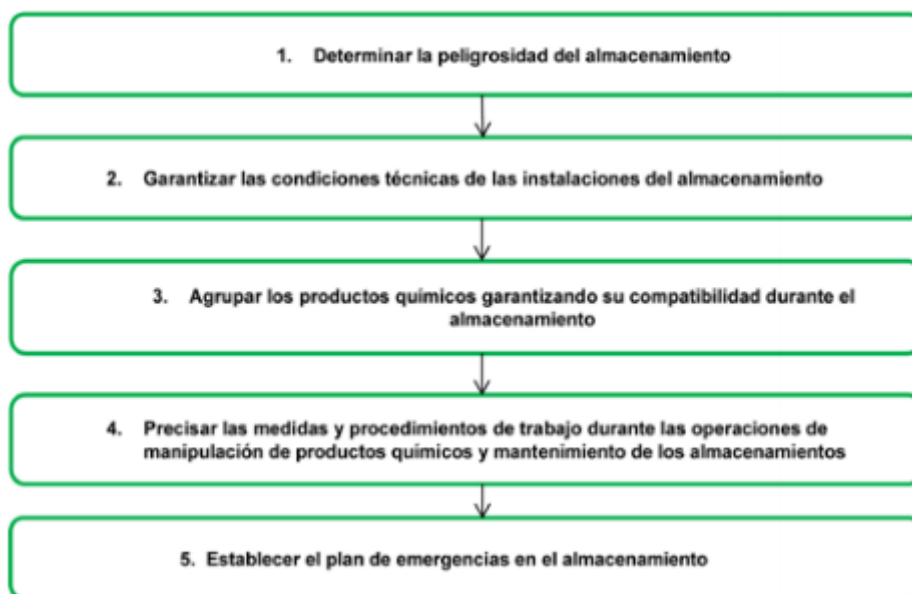 1. Determinar la peligrosidad del almacenamiento
2. Garantizar las condiciones técnicas de las instalaciones del almacenamiento
3. Agrupar los productos químicos garantizando su compatibilidad durante el
almacenamiento
4. Precisar las medidas y procedimientos de trabajo durante las operaciones de
manipulación de productos químicos y mantenimiento de los almacenamientos
5. Establecer el plan de emergencias en el almacenamiento